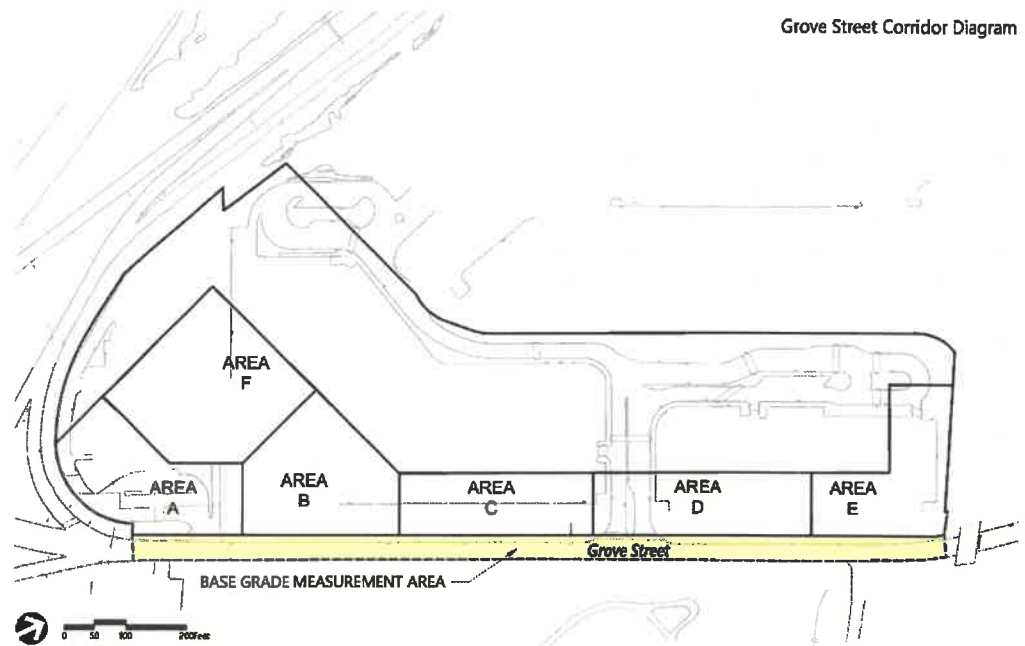 Grove Street Corridor Diagram
AREA
F
AREA
A
AREA
B
AREA
C
AREA
D
AREA
E
Grove Street
BASE GRADE MEASUREMENT AREA
0 50 100 200Feet